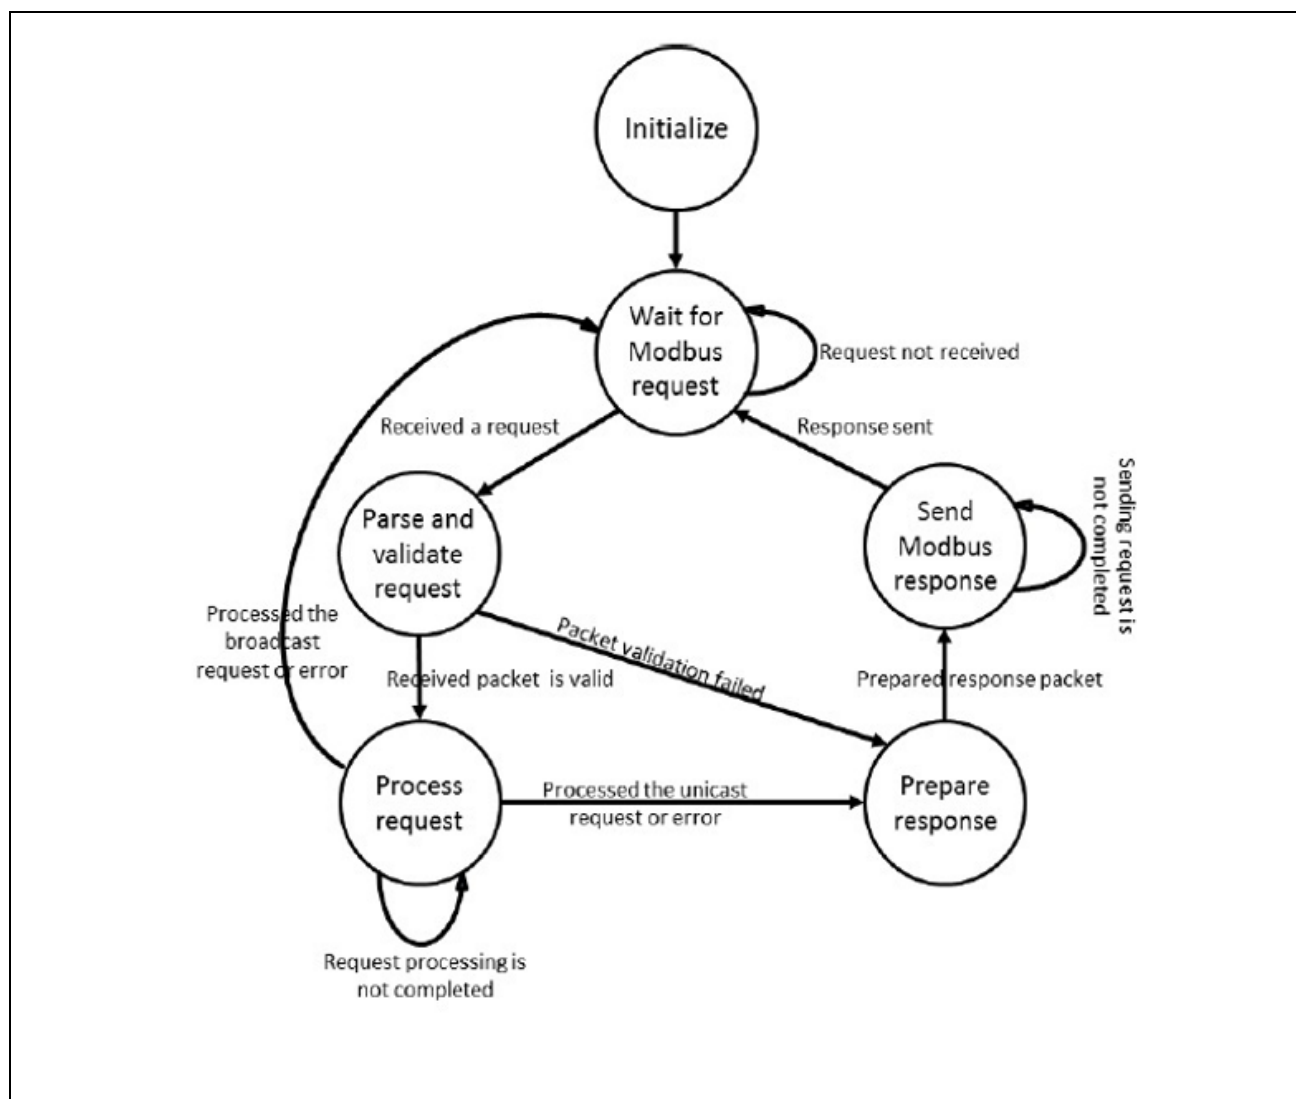 Initialize
Wait for
Modbus
request
Request not received
Received a request
Response sent
Parse and
validate
request
Send
Modbus
response
Sending request is
not completed
Processed the
broadcast
request or error
Packet validation failed
Received packet is valid
Prepared response packet
Process
request
Processed the unicast
request or error
Prepare
response
Request processing is
not completed